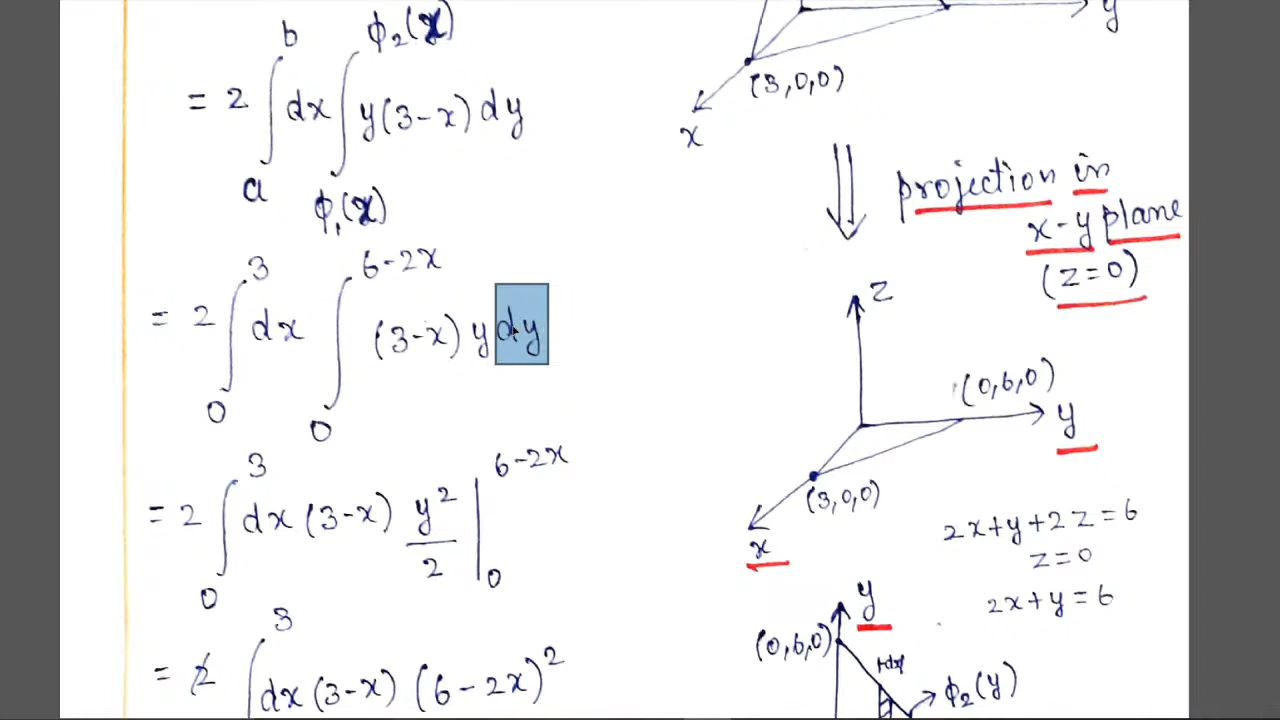 = 2 ∫_a^b dx ∫_{ϕ₁(x)}^{ϕ₂(x)} y(3-x) dy
= 2 ∫_0^3 dx ∫_0^{6-2x} (3-x) y dy
= 2 ∫_0^3 dx (3-x) y²/2 |_0^{6-2x}
= 2 ∫^3 dx (3-x) (6-2x)²
y
(3,0,0)
x
projection in
x-y plane
(z=0)
z
(0,6,0)
y
(3,0,0)
x
2x+y+2z=6
z=0
2x+y=6
y
(0,6,0)
dx
ϕ₂(y)